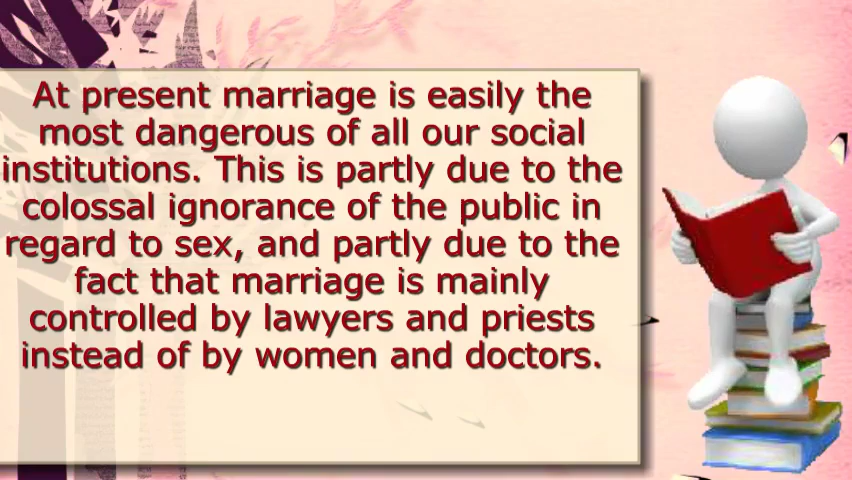 At present marriage is easily the
most dangerous of all our social
institutions. This is partly due to the
colossal ignorance of the public in
regard to sex, and partly due to the
fact that marriage is mainly
controlled by lawyers and priests
instead of by women and doctors.